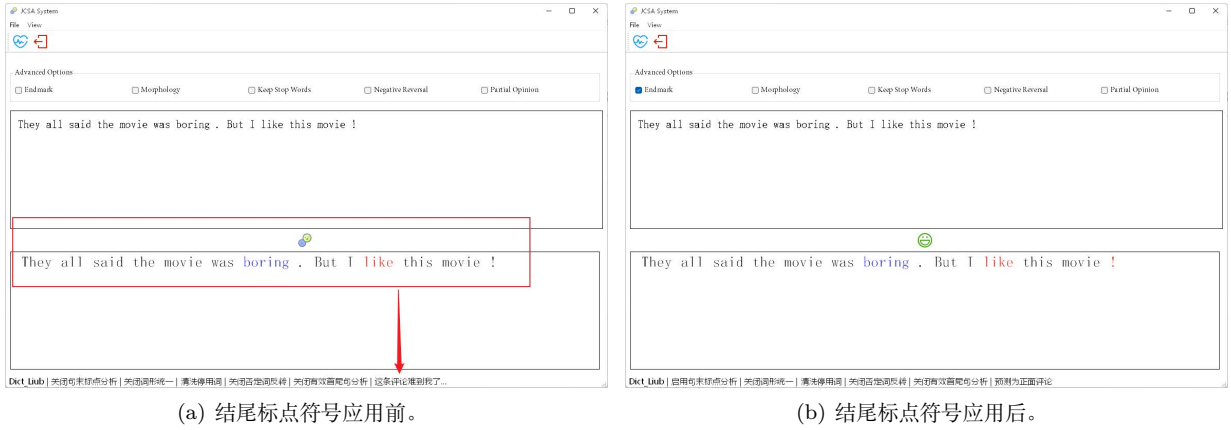 JCSA System
File View
Advanced Options
Endmark Morphology Keep Stop Words Negative Reversal Partial Opinion
They all said the movie was boring . But I like this movie !
They all said the movie was boring . But I like this movie !
Dict_Liub | 关闭句末标点分析 | 关闭词形统一 | 清洗停用词 | 关闭否定词反转 | 关闭有效首尾句分析 | 这条评论难到我了...
(a) 结尾标点符号应用前。
JCSA System
File View
Advanced Options
Endmark Morphology Keep Stop Words Negative Reversal Partial Opinion
They all said the movie was boring . But I like this movie !
They all said the movie was boring . But I like this movie !
Dict_Liub | 启用句末标点分析 | 关闭词形统一 | 清洗停用词 | 关闭否定词反转 | 关闭有效首尾句分析 | 预测为正面评论
(b) 结尾标点符号应用后。